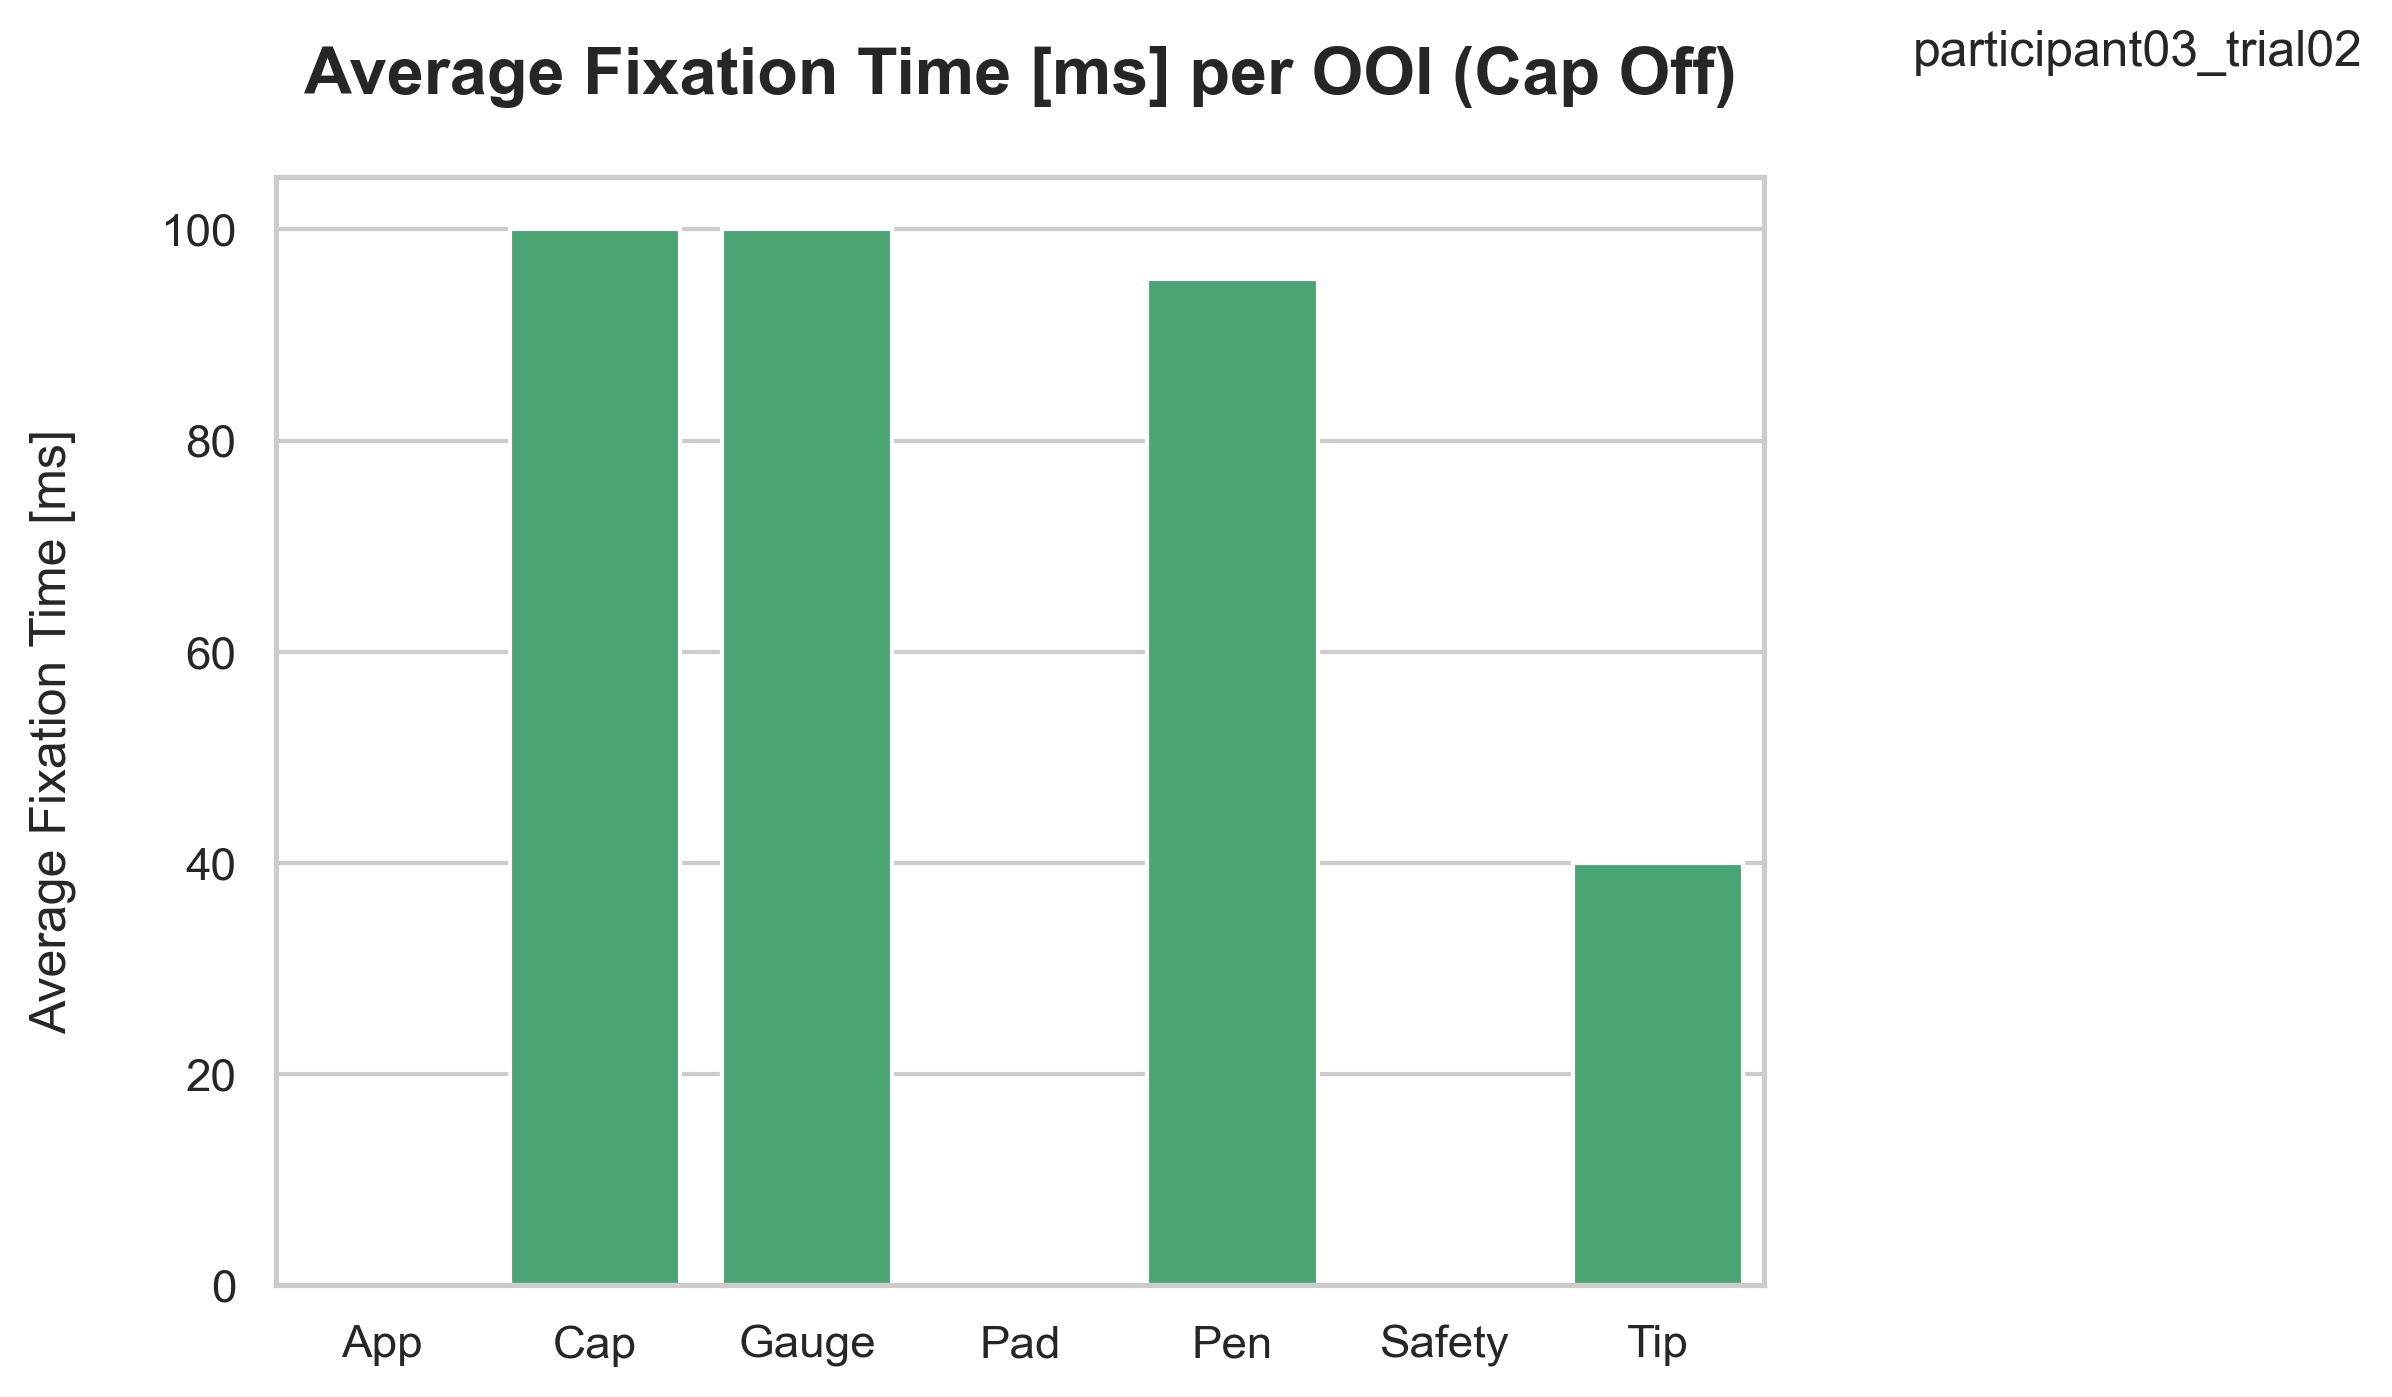 participant03_trial02
Average Fixation Time [ms] per OOI (Cap Off)
Average Fixation Time [ms]
100
80
60
40
20
0
App Cap Gauge Pad Pen Safety Tip